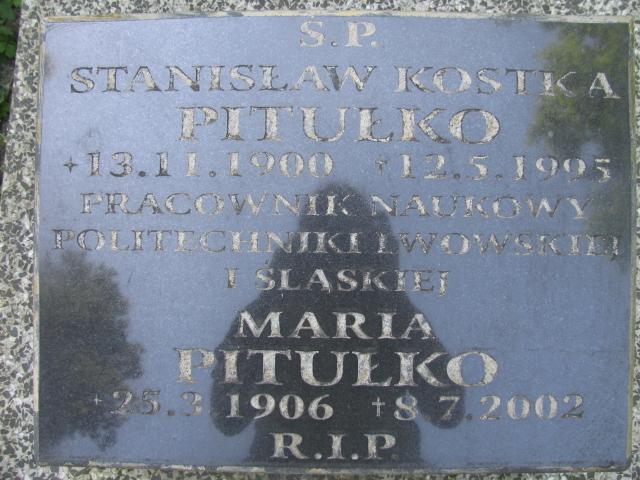 Ś.P.
STANISŁAW KOSTKA
PITUŁKO
+13.11.1900 +12.5.1995
PRACOWNIK NAUKOWY
POLITECHNIKI LWOWSKIEJ
I ŚLĄSKIEJ
MARIA
PITUŁKO
+25.3.1906 +8.7.2002
R.I.P.